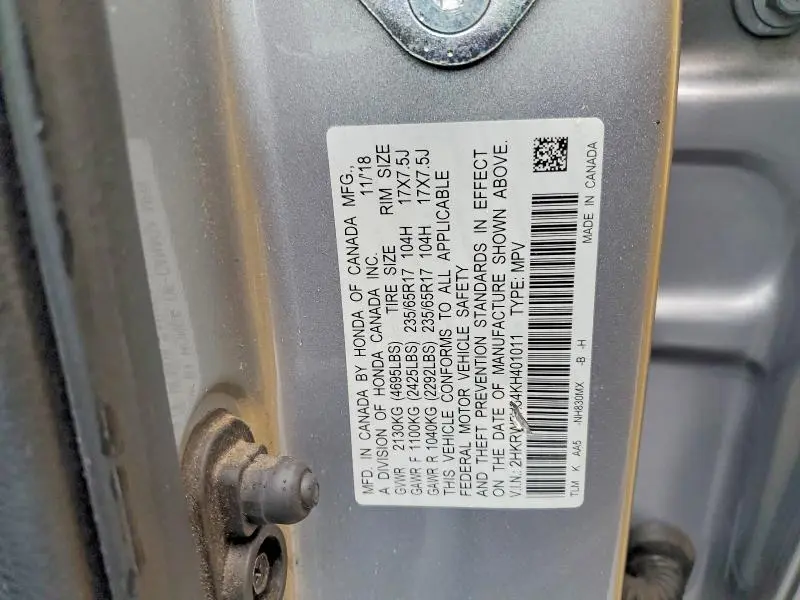 MFD. IN CANADA BY HONDA OF CANADA MFG.,
A DIVISION OF HONDA CANADA INC. 11/18
GVWR 2130KG (4695LBS) TIRE SIZE RIM SIZE
GAWR F 1100KG (2425LBS) 235/65R17 104H 17X7.5J
GAWR R 1040KG (2292LBS) 235/65R17 104H 17X7.5J
THIS VEHICLE CONFORMS TO ALL APPLICABLE
FEDERAL MOTOR VEHICLE SAFETY
AND THEFT PREVENTION STANDARDS IN EFFECT
ON THE DATE OF MANUFACTURE SHOWN ABOVE.
V.I.N.: TYPE: MPV
TLM K AA5 -NH830MX -B -H MADE IN CANADA